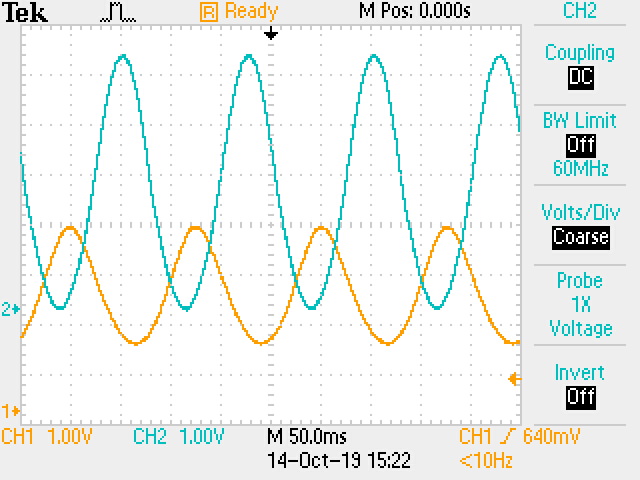 Tek R Ready M Pos: 0.000s CH2
Coupling
DC
BW Limit
Off
60MHz
Volts/Div
Coarse
Probe
1X
Voltage
Invert
Off
2
1
CH1 1.00V CH2 1.00V M 50.0ms CH1 640mV
14-Oct-19 15:22 <10Hz